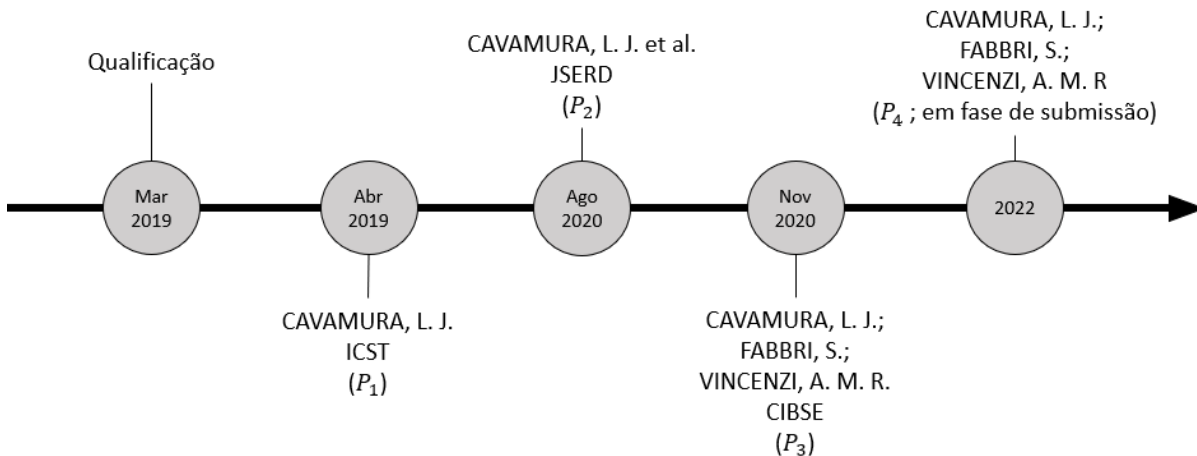 Qualificação
Mar
2019
Abr
2019
CAVAMURA, L. J.
ICST
(P₁)
CAVAMURA, L. J. et al.
JSERD
(P₂)
Ago
2020
Nov
2020
CAVAMURA, L. J.;
FABBRI, S.;
VINCENZI, A. M. R.
CIBSE
(P₃)
CAVAMURA, L. J.;
FABBRI, S.;
VINCENZI, A. M. R
(P₄ ; em fase de submissão)
2022